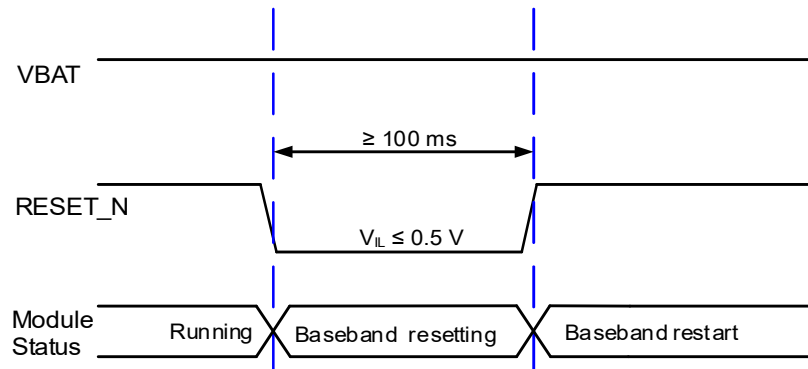 VBAT
≥ 100 ms
RESET_N
VIL ≤ 0.5 V
Module
Status
Running
Baseband resetting
Baseband restart